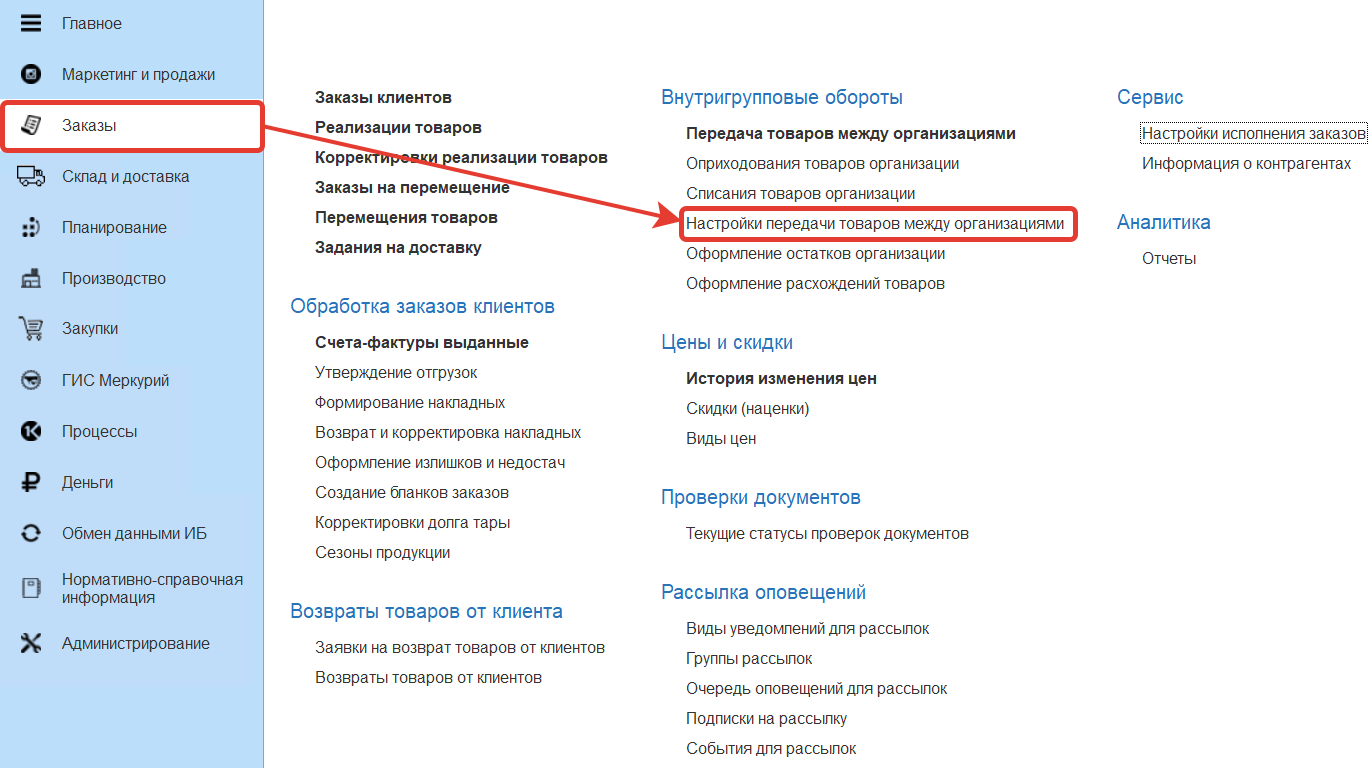 Главное
Маркетинг и продажи
Заказы
Склад и доставка
Планирование
Производство
Закупки
ГИС Меркурий
Процессы
Деньги
Обмен данными ИБ
Нормативно-справочная
информация
Администрирование
Заказы клиентов
Реализации товаров
Корректировки реализации товаров
Заказы на перемещение
Перемещения товаров
Задания на доставку
Обработка заказов клиентов
Счета-фактуры выданные
Утверждение отгрузок
Формирование накладных
Возврат и корректировка накладных
Оформление излишков и недостач
Создание бланков заказов
Корректировки долга тары
Сезоны продукции
Возвраты товаров от клиента
Заявки на возврат товаров от клиентов
Возвраты товаров от клиентов
Внутригрупповые обороты
Передача товаров между организациями
Оприходования товаров организации
Списания товаров организации
Настройки передачи товаров между организациями
Оформление остатков организации
Оформление расхождений товаров
Цены и скидки
История изменения цен
Скидки (наценки)
Виды цен
Проверки документов
Текущие статусы проверок документов
Рассылка оповещений
Виды уведомлений для рассылок
Группы рассылок
Очередь оповещений для рассылок
Подписки на рассылку
События для рассылок
Сервис
Настройки исполнения заказов
Информация о контрагентах
Аналитика
Отчеты